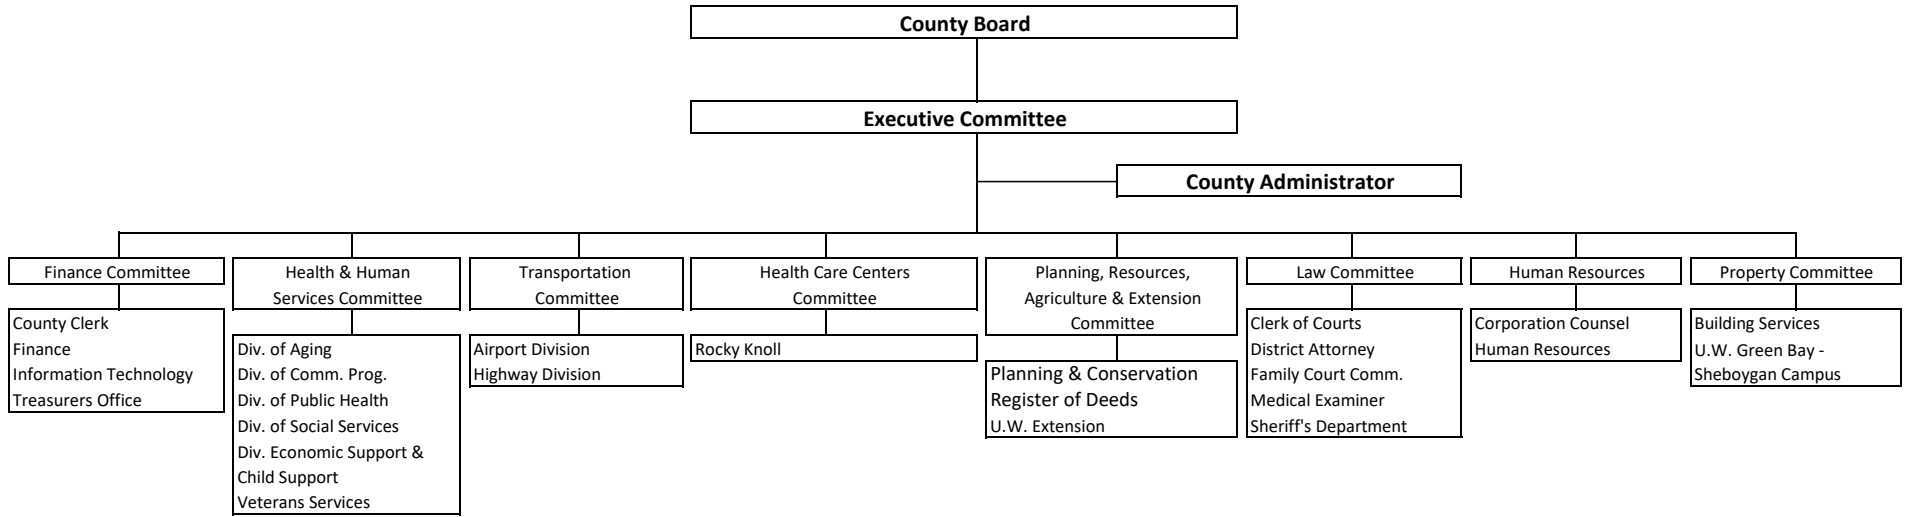 County Board
Executive Committee
County Administrator
Finance Committee
County Clerk
Finance
Information Technology
Treasurers Office
Health & Human
Services Committee
Div. of Aging
Div. of Comm. Prog.
Div. of Public Health
Div. of Social Services
Div. Economic Support &
Child Support
Veterans Services
Transportation
Committee
Airport Division
Highway Division
Health Care Centers
Committee
Rocky Knoll
Planning, Resources,
Agriculture & Extension
Committee
Planning & Conservation
Register of Deeds
U.W. Extension
Law Committee
Clerk of Courts
District Attorney
Family Court Comm.
Medical Examiner
Sheriff's Department
Human Resources
Corporation Counsel
Human Resources
Property Committee
Building Services
U.W. Green Bay -
Sheboygan Campus